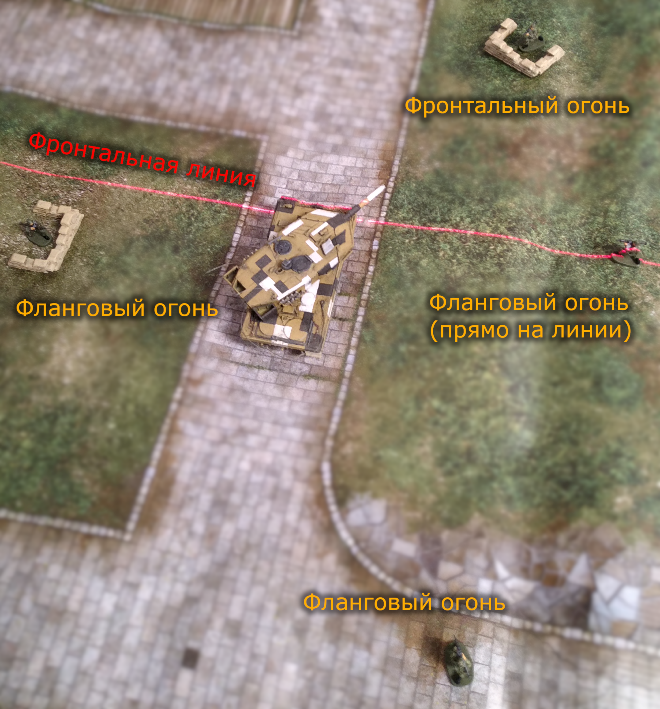 Фронтальный огонь
Фронтальная линия
Фланговый огонь
Фланговый огонь
(прямо на линии)
Фланговый огонь